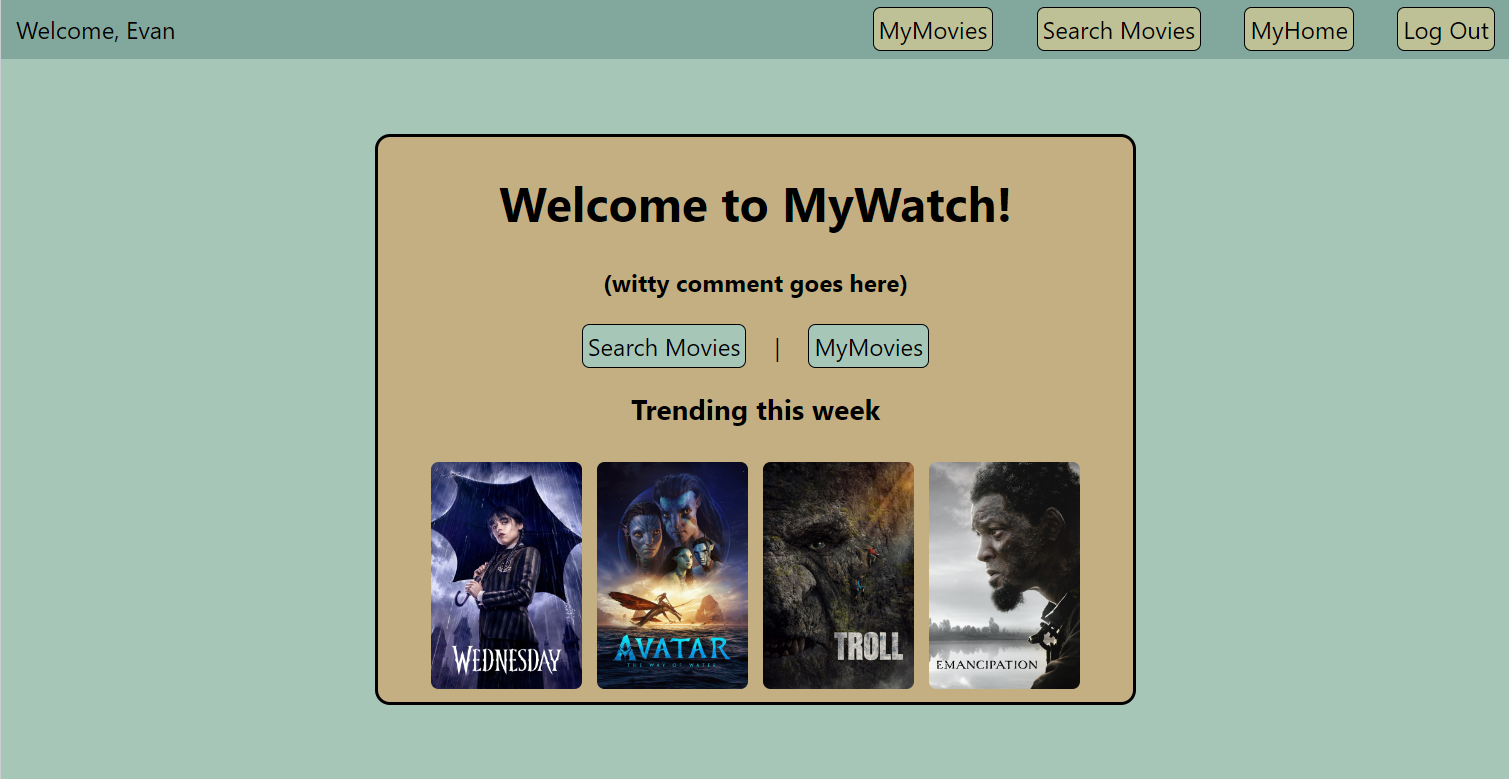 Welcome, Evan
MyMovies
Search Movies
MyHome
Log Out
Welcome to MyWatch!
(witty comment goes here)
Search Movies | MyMovies
Trending this week
WEDNESDAY
AVATAR
THE WAY OF WATER
TROLL
EMANCIPATION